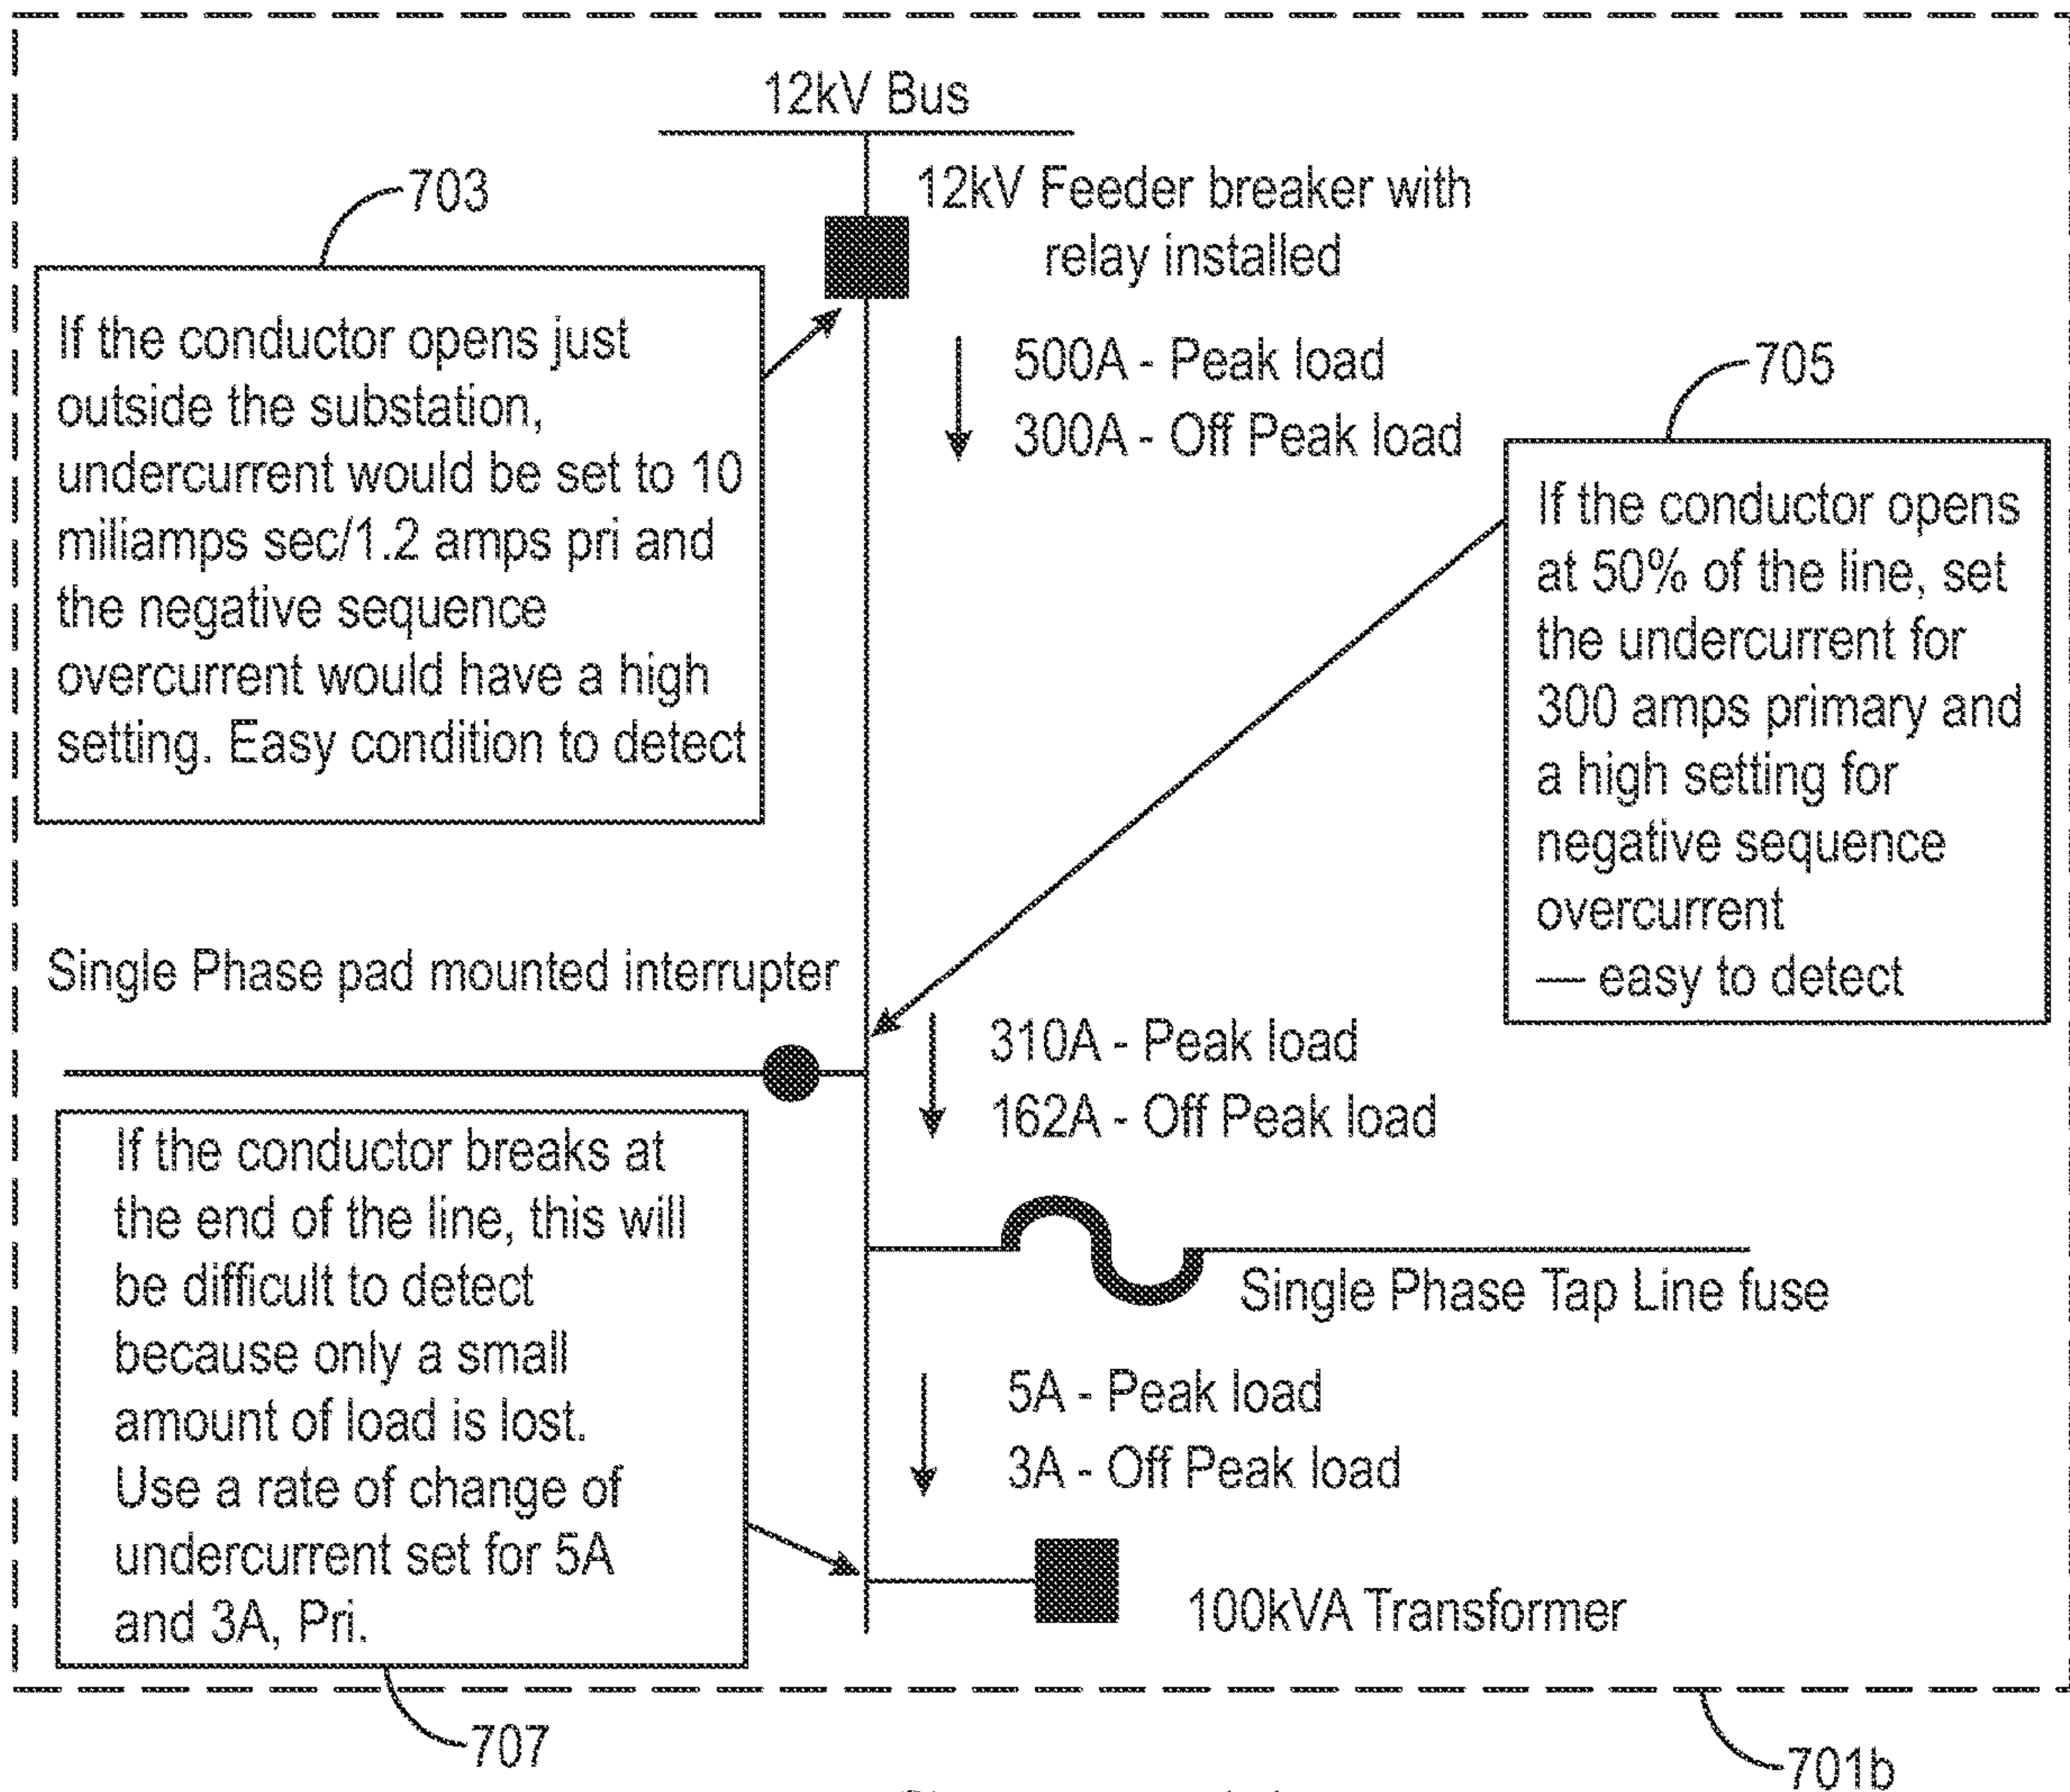 12kV Bus
12kV Feeder breaker with
relay installed
703
If the conductor opens just
outside the substation,
undercurrent would be set to 10
miliamps sec/1.2 amps pri and
the negative sequence
overcurrent would have a high
setting. Easy condition to detect
500A - Peak load
300A - Off Peak load
705
If the conductor opens
at 50% of the line, set
the undercurrent for
300 amps primary and
a high setting for
negative sequence
overcurrent
— easy to detect
Single Phase pad mounted interrupter
310A - Peak load
162A - Off Peak load
If the conductor breaks at
the end of the line, this will
be difficult to detect
because only a small
amount of load is lost.
Use a rate of change of
undercurrent set for 5A
and 3A, Pri.
Single Phase Tap Line fuse
5A - Peak load
3A - Off Peak load
100kVA Transformer
707
701b